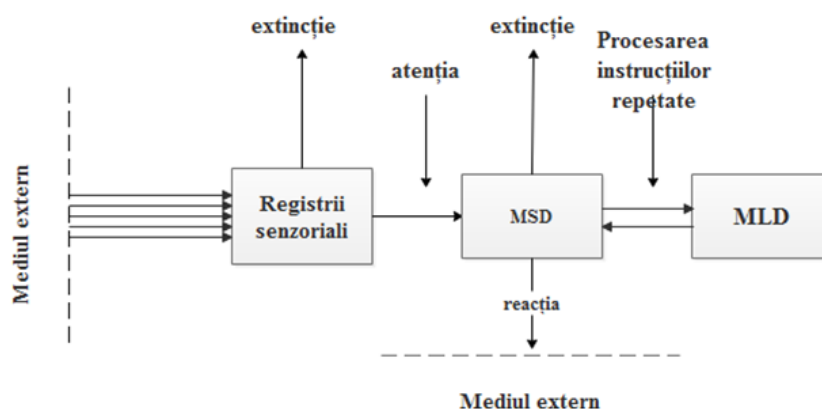 extincție
extincție
Procesarea
instrucțiilor
repetate
atenția
Mediul extern
Registrii
senzoriali
MSD
MLD
reacția
Mediul extern